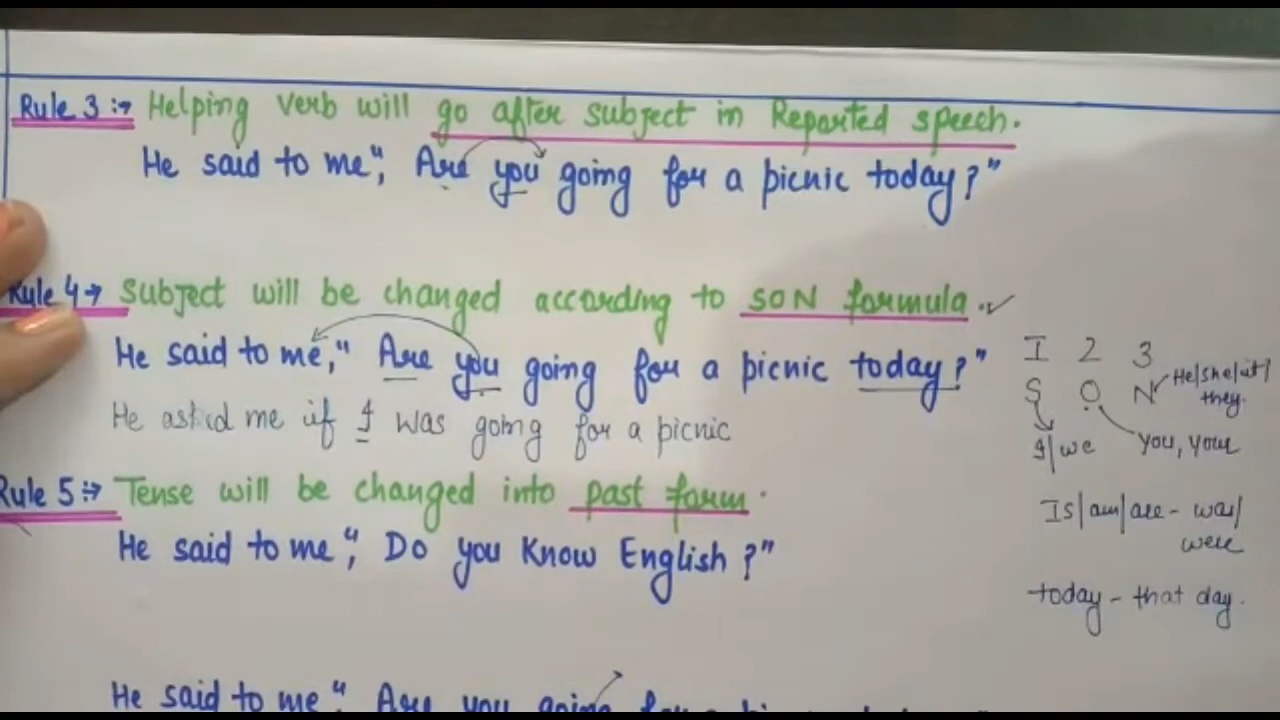 Rule 3 :→ Helping verb will go after subject in Reported speech.
He said to me", Are you going for a picnic today?"
Rule 4 → Subject will be changed according to SON formula.
He said to me," Are you going for a picnic today?"
He asked me if I was going for a picnic
1 2 3
S O N
He/she/it/
they.
I/we
you, your
Is/am/are - was/
were
today - that day.
Rule 5 :→ Tense will be changed into past form.
He said to me", Do you Know English?"
He said to me", Are you going for a